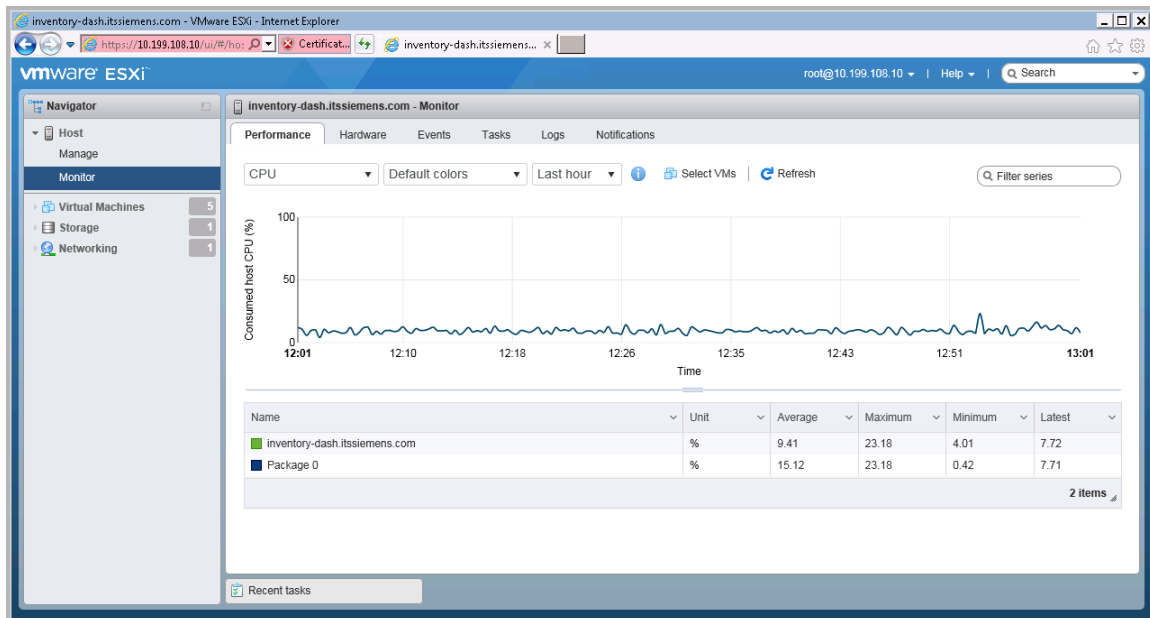 inventory-dash.itssiemens.com - VMware ESXi - Internet Explorer
https://10.199.108.10/ui/#/hos Certificat... inventory-dash.itssiemens...
vmware ESXi
root@10.199.108.10 | Help | Search
Navigator
Host
Manage
Monitor
Virtual Machines 5
Storage 1
Networking 1
inventory-dash.itssiemens.com - Monitor
Performance Hardware Events Tasks Logs Notifications
CPU Default colors Last hour Select VMs Refresh Filter series
Consumed host CPU (%)
100
50
0
12:01 12:10 12:18 12:26 12:35 12:43 12:51 13:01
Time
Name Unit Average Maximum Minimum Latest
inventory-dash.itssiemens.com % 9.41 23.18 4.01 7.72
Package 0 % 15.12 23.18 0.42 7.71
2 items
Recent tasks